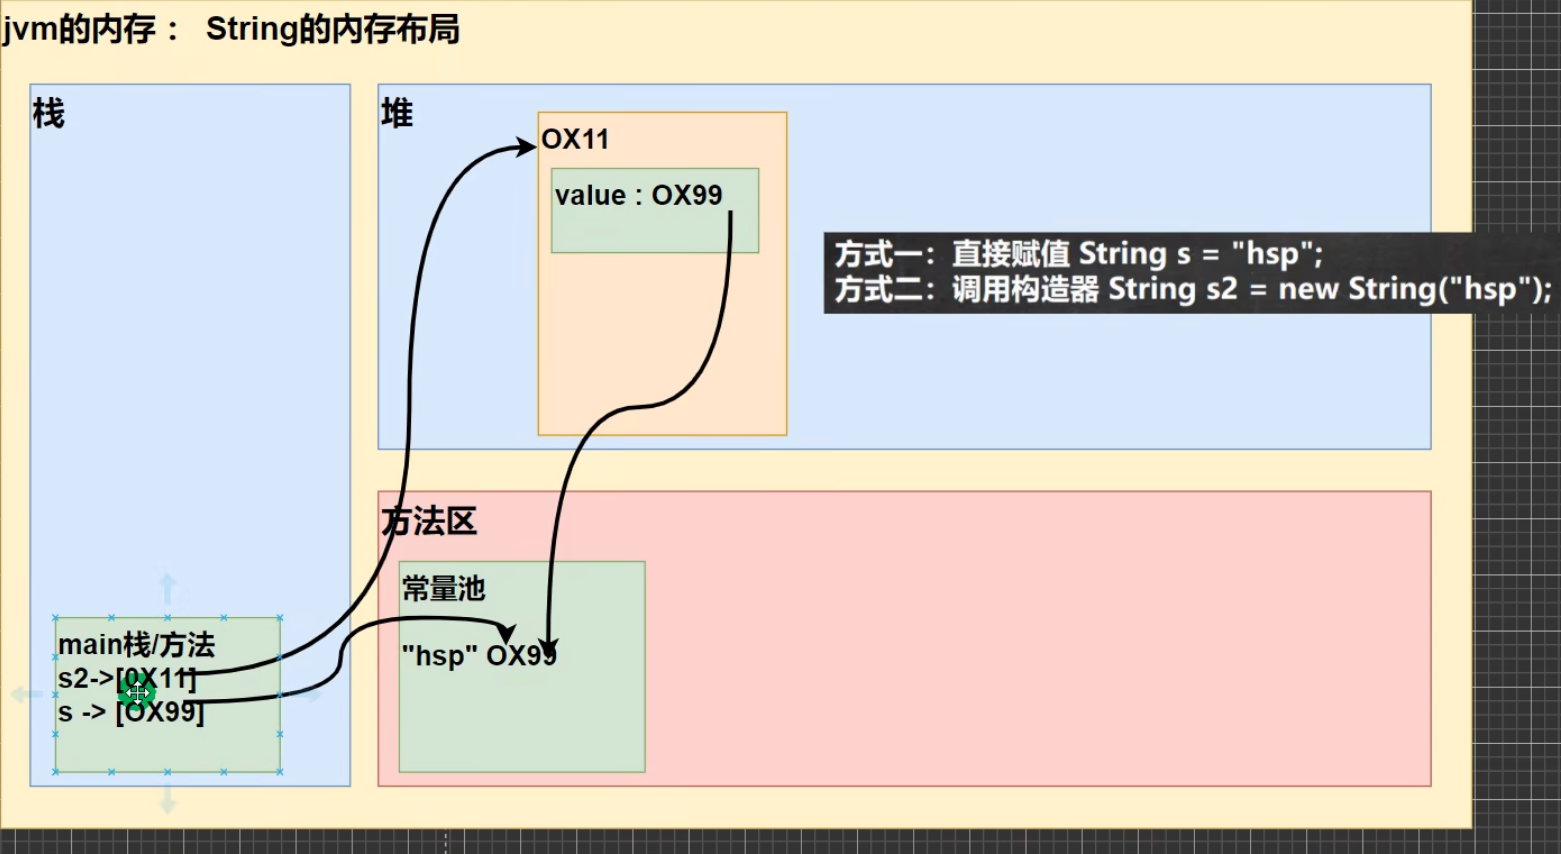 jvm的内存： String的内存布局
栈
堆
OX11
value : OX99
方式一：直接赋值 String s = "hsp";
方式二：调用构造器 String s2 = new String("hsp");
方法区
常量池
"hsp" OX99
main栈/方法
s2->[0X11]
s -> [OX99]